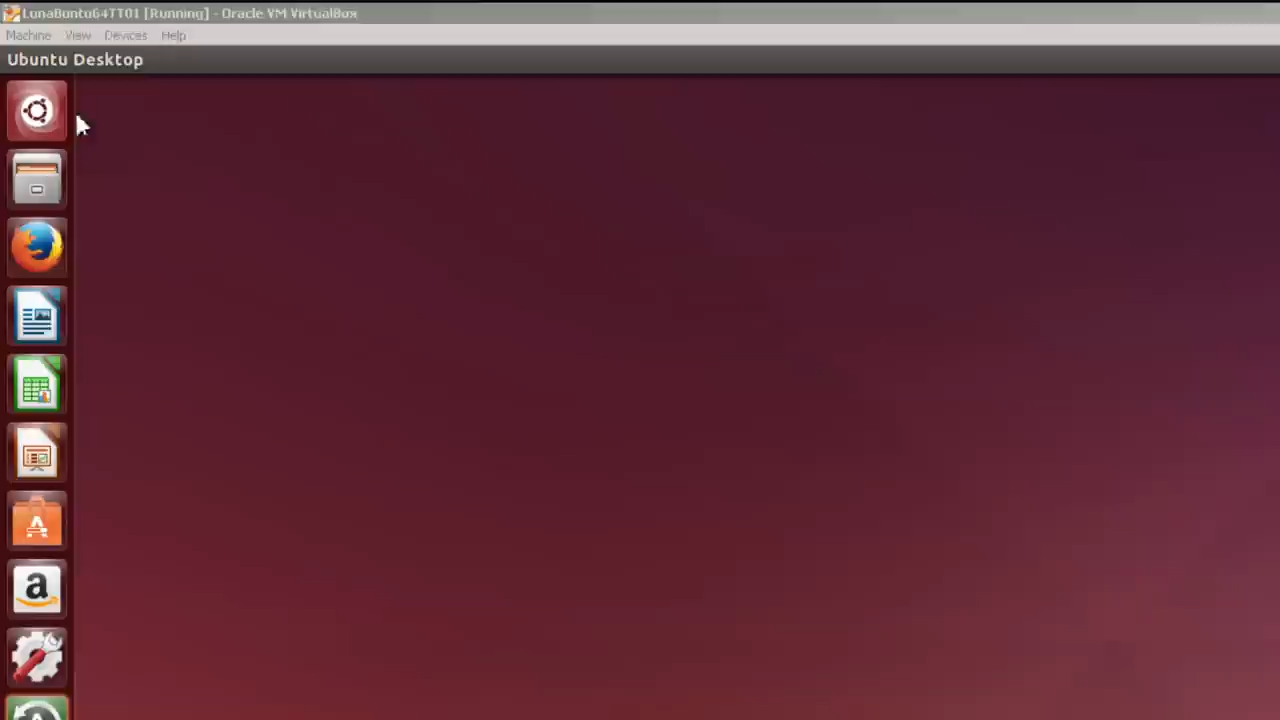 LunaBuntu64TT01 [Running] - Oracle VM VirtualBox
Machine View Devices Help
Ubuntu Desktop